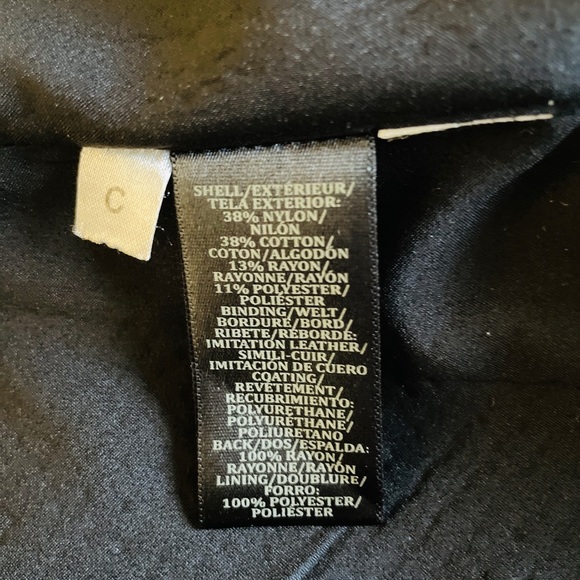 C
SHELL/EXTÉRIEUR/
TELA EXTERIOR:
38% NYLON/
NILÓN
38% COTTON/
COTON/ALGODÓN
13% RAYON/
RAYONNE/RAYÓN
11% POLYESTER/
POLIÉSTER
BINDING/WELT/
BORDURE/BORD/
RIBETE/REBORDE:
IMITATION LEATHER/
SIMILI-CUIR/
IMITACIÓN DE CUERO
COATING/
REVÊTEMENT/
RECUBRIMIENTO:
POLYURETHANE/
POLYURÉTHANE/
POLIURETANO
BACK/DOS/ESPALDA:
100% RAYON/
RAYONNE/RAYÓN
LINING/DOUBLURE/
FORRO:
100% POLYESTER/
POLIÉSTER